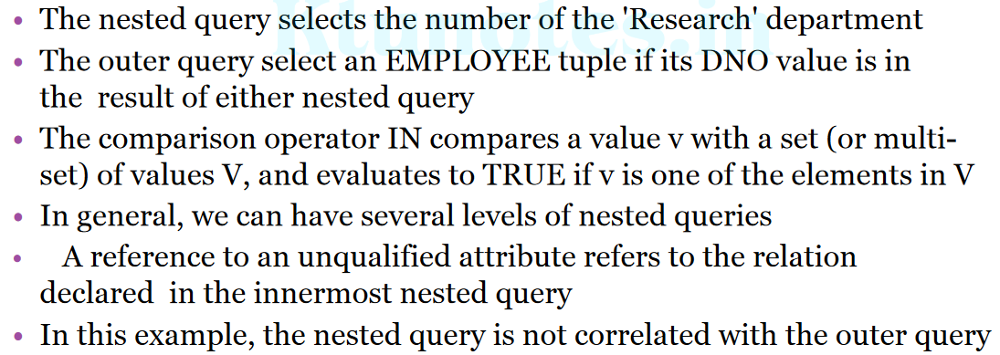 Ktunotes.in
• The nested query selects the number of the 'Research' department
• The outer query select an EMPLOYEE tuple if its DNO value is in
the result of either nested query
• The comparison operator IN compares a value v with a set (or multi-
set) of values V, and evaluates to TRUE if v is one of the elements in V
• In general, we can have several levels of nested queries
• A reference to an unqualified attribute refers to the relation
declared in the innermost nested query
• In this example, the nested query is not correlated with the outer query